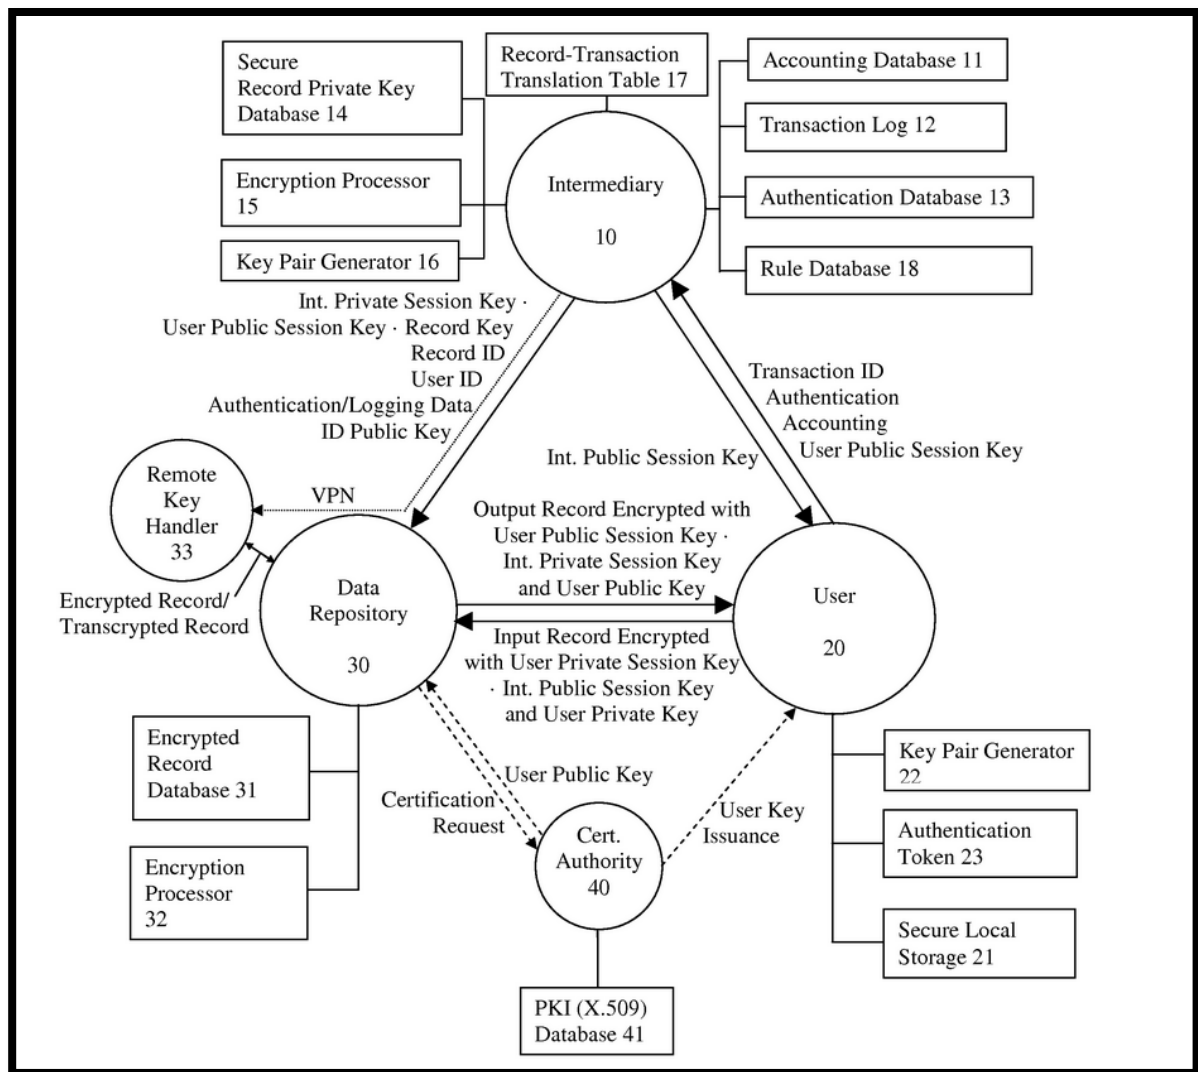 Secure
Record Private Key
Database 14
Record-Transaction
Translation Table 17
Accounting Database 11
Transaction Log 12
Encryption Processor
15
Intermediary
10
Authentication Database 13
Key Pair Generator 16
Rule Database 18
Int. Private Session Key ·
User Public Session Key · Record Key
Record ID
User ID
Authentication/Logging Data
ID Public Key
Transaction ID
Authentication
Accounting
User Public Session Key
Int. Public Session Key
Remote
Key
Handler
33
VPN
Output Record Encrypted with
User Public Session Key ·
Int. Private Session Key
and User Public Key
Encrypted Record/
Transcrypted Record
Data
Repository
30
User
20
Input Record Encrypted
with User Private Session Key
· Int. Public Session Key
and User Private Key
Encrypted
Record
Database 31
Encryption
Processor
32
User Public Key
Certification
Request
Cert.
Authority
40
User Key
Issuance
Key Pair Generator
22
Authentication
Token 23
Secure Local
Storage 21
PKI (X.509)
Database 41